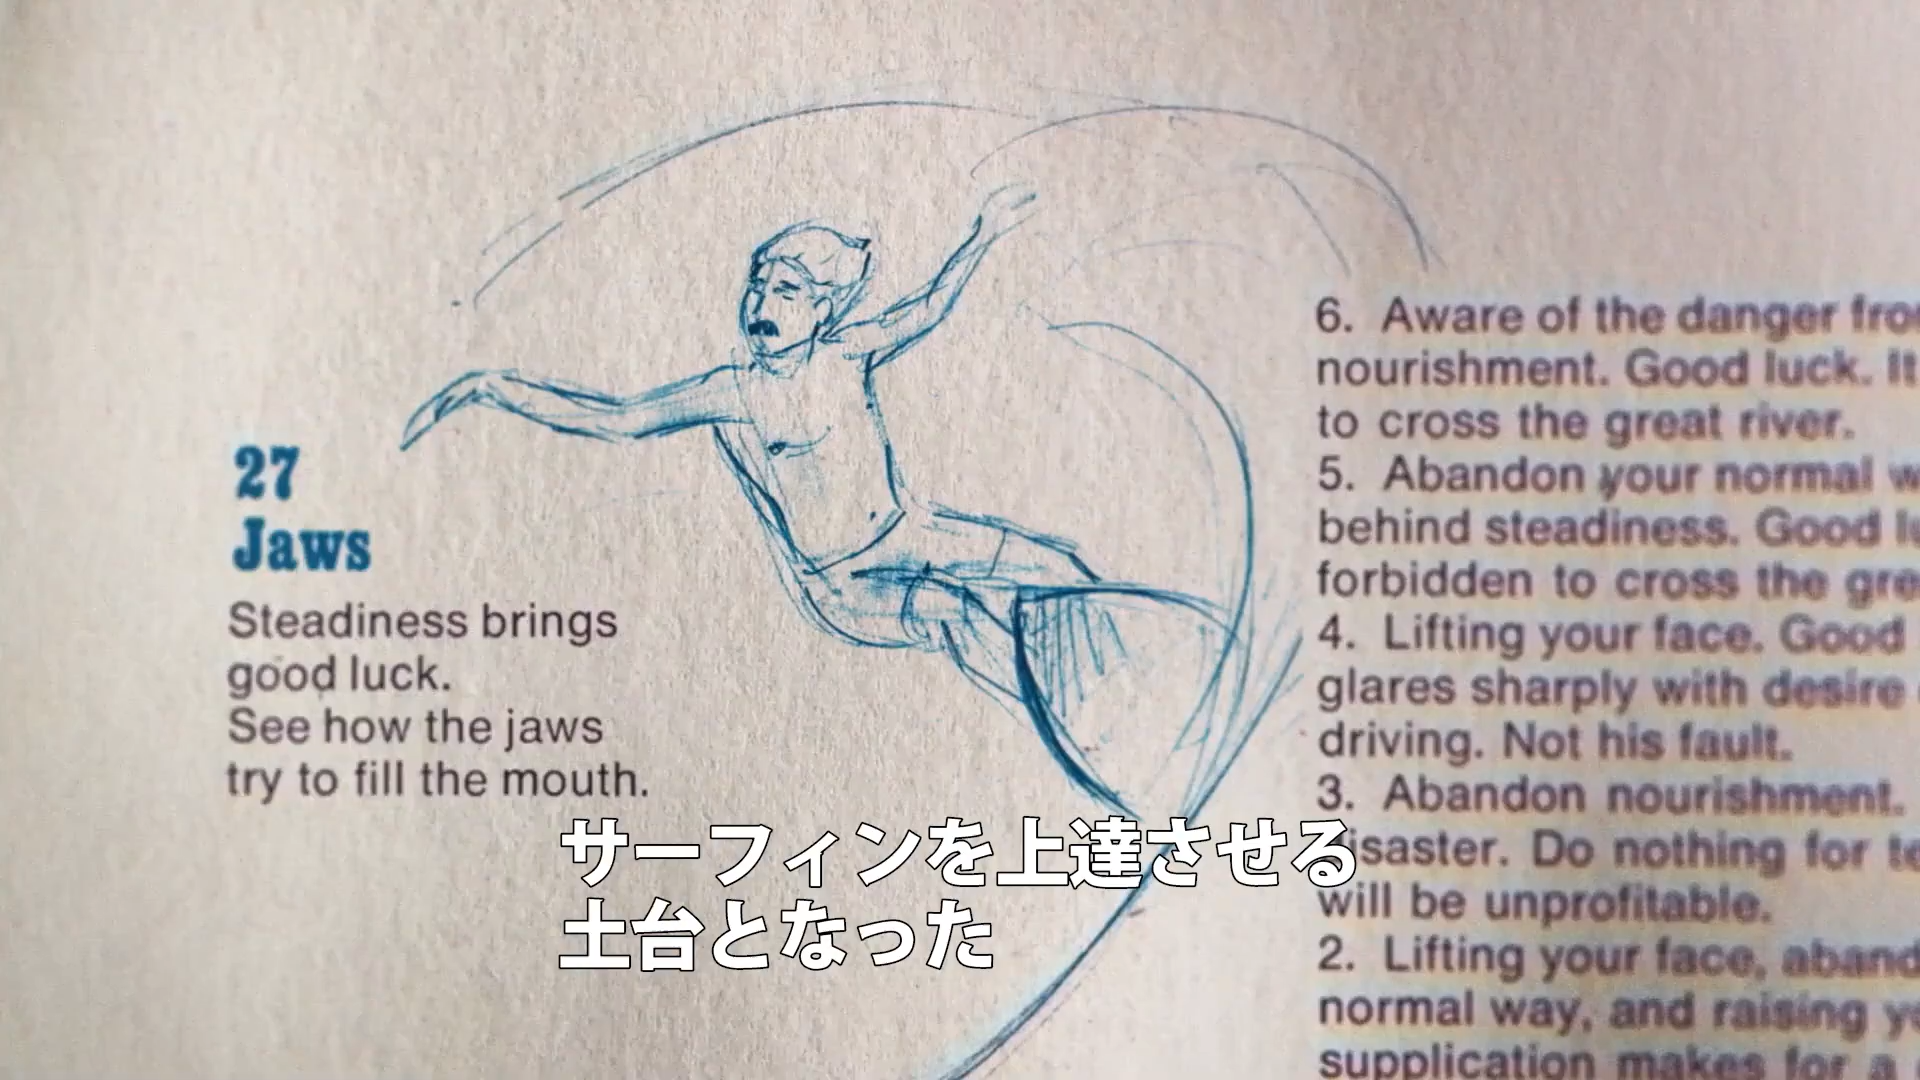 27
Jaws
Steadiness brings
good luck.
See how the jaws
try to fill the mouth.
6. Aware of the danger
nourishment. Good luck. It
to cross the great river.
5. Abandon your normal
behind steadiness. Good
forbidden to cross the
4. Lifting your face. Good
glares sharply with desire
driving. Not his fault.
3. Abandon nourishment.
Do nothing for
will be unprofitable.
2. Lifting your face,
normal way, and raising
supplication makes for a
サーフィンを上達させる
土台となった